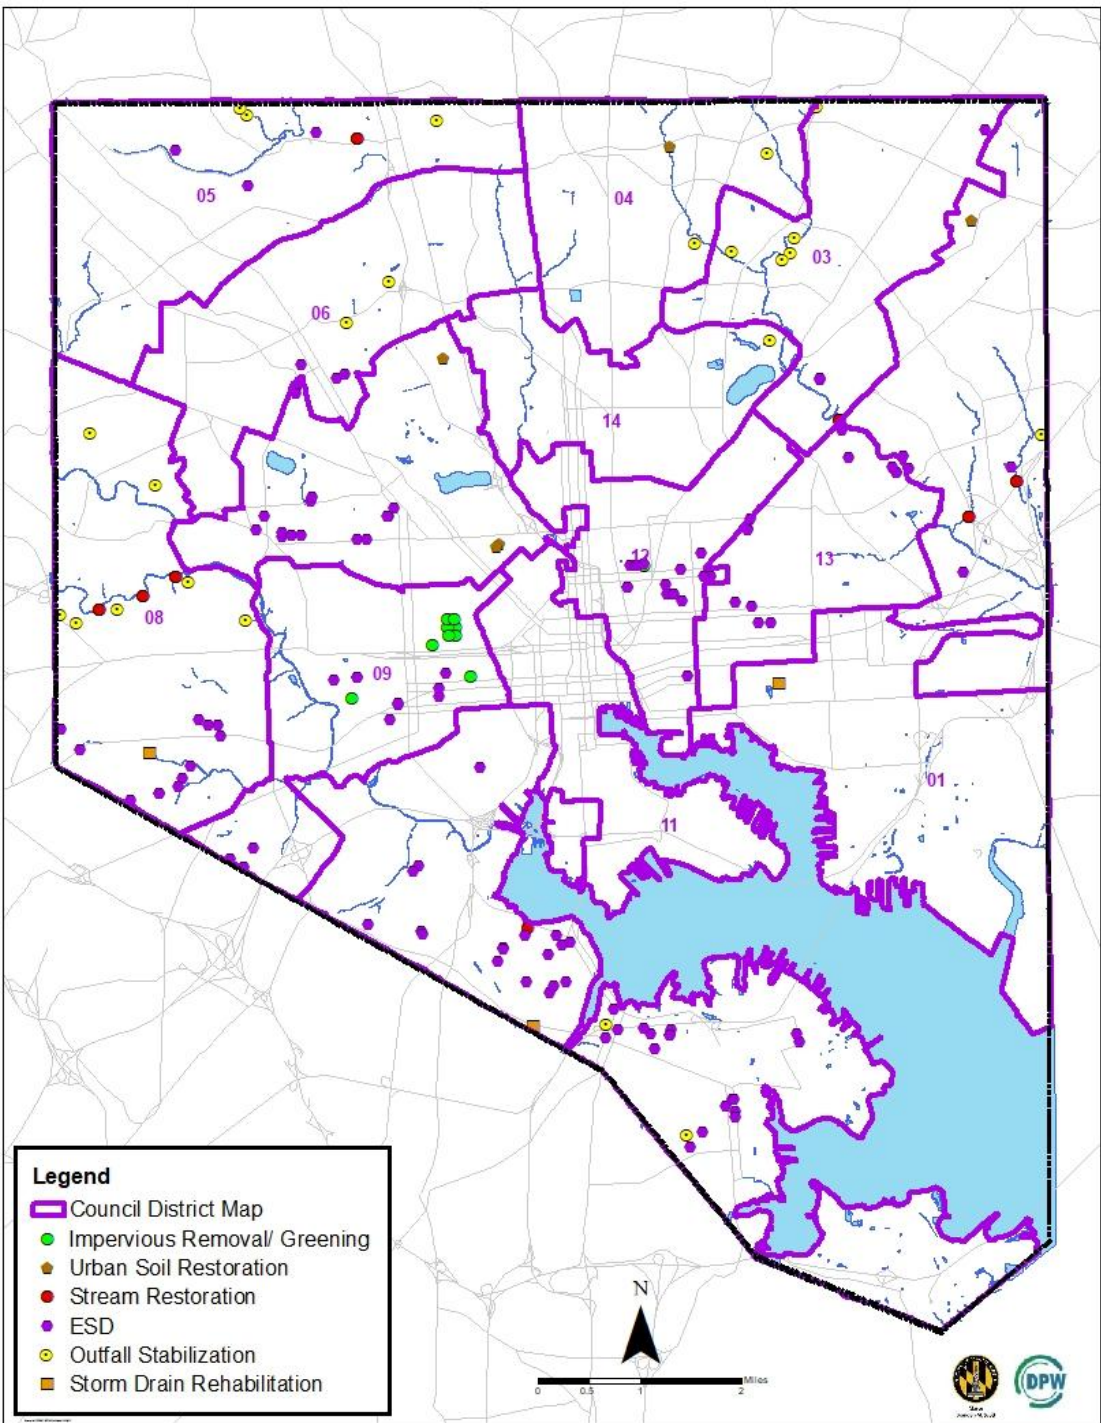 05
04
03
06
14
12
13
08
09
01
11
Legend
Council District Map
Impervious Removal/ Greening
Urban Soil Restoration
Stream Restoration
ESD
Outfall Stabilization
Storm Drain Rehabilitation
N
Miles
0 0.5 1 2
DPW